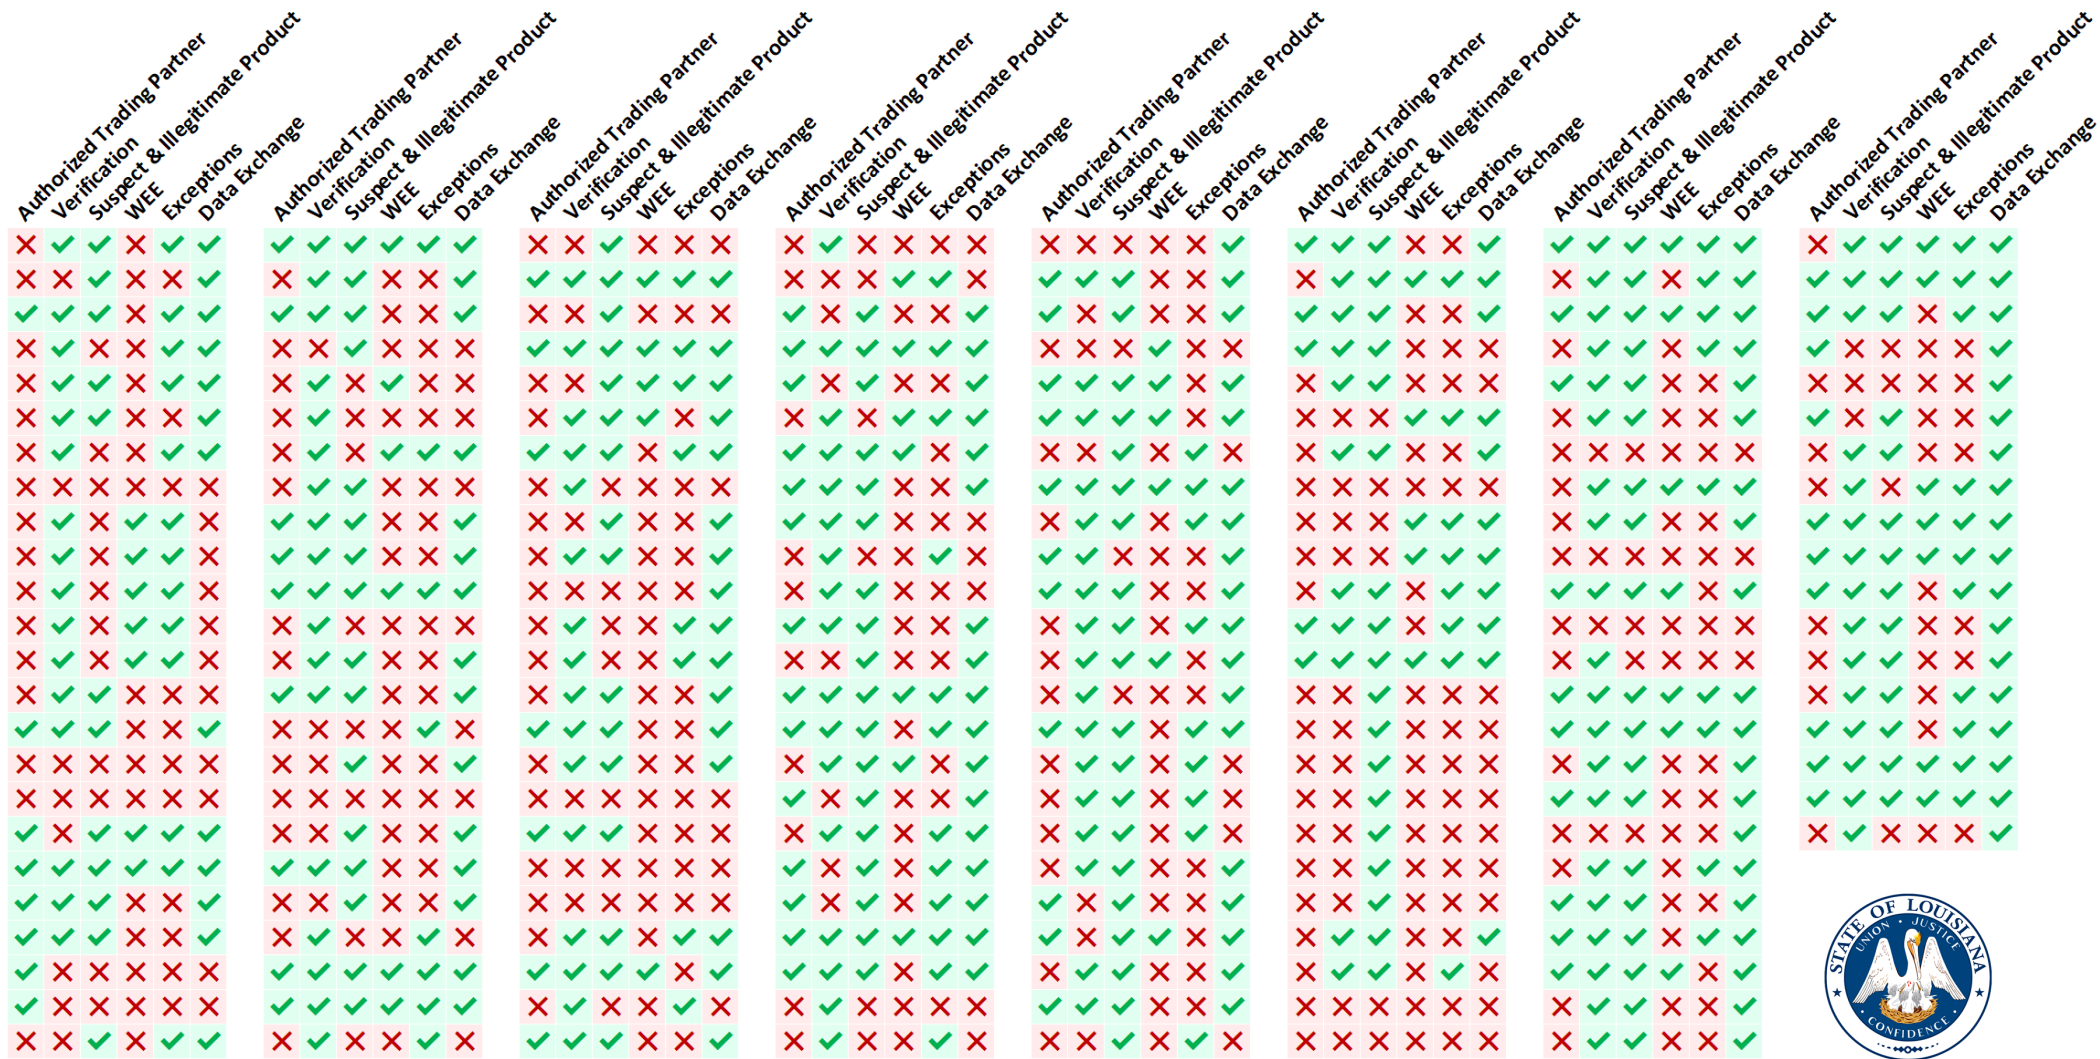 Authorized Trading Partner
Verification
Suspect & Illegitimate Product
WEE
Exceptions
Data Exchange
Authorized Trading Partner
Verification
Suspect & Illegitimate Product
WEE
Exceptions
Data Exchange
Authorized Trading Partner
Verification
Suspect & Illegitimate Product
WEE
Exceptions
Data Exchange
Authorized Trading Partner
Verification
Suspect & Illegitimate Product
WEE
Exceptions
Data Exchange
Authorized Trading Partner
Verification
Suspect & Illegitimate Product
WEE
Exceptions
Data Exchange
Authorized Trading Partner
Verification
Suspect & Illegitimate Product
WEE
Exceptions
Data Exchange
Authorized Trading Partner
Verification
Suspect & Illegitimate Product
WEE
Exceptions
Data Exchange
Authorized Trading Partner
Verification
Suspect & Illegitimate Product
WEE
Exceptions
Data Exchange
STATE OF LOUISIANA
UNION · JUSTICE
CONFIDENCE